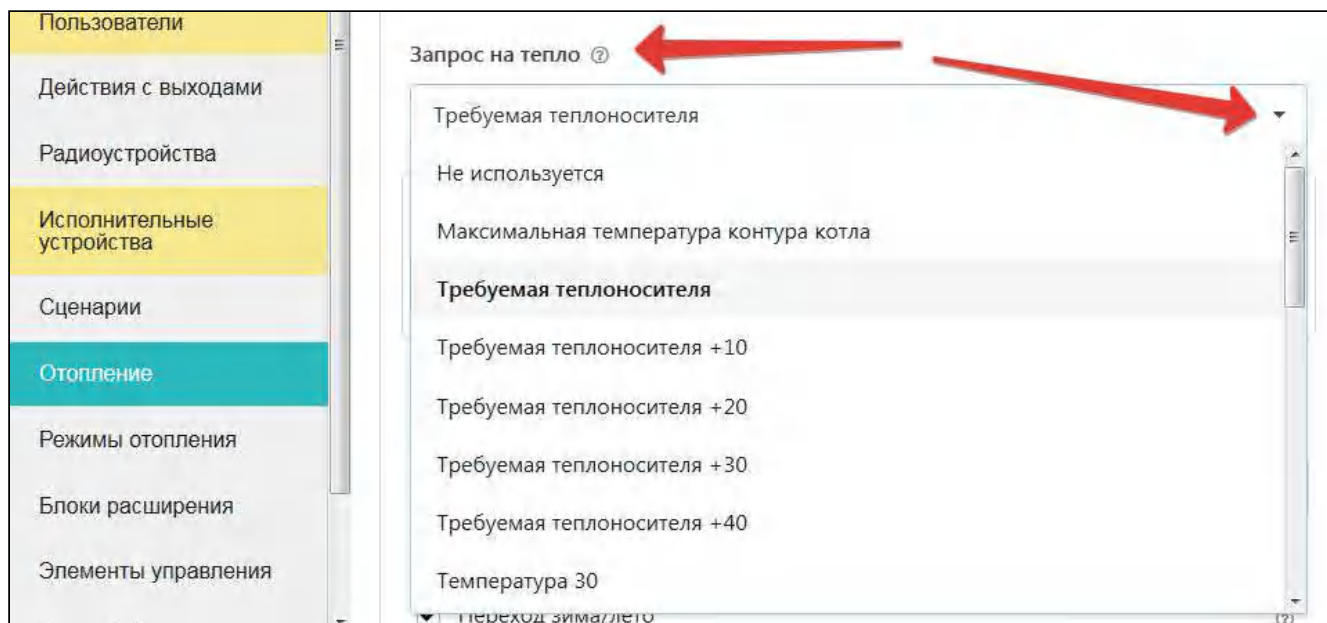 Пользователи
Действия с выходами
Радиоустройства
Исполнительные
устройства
Сценарии
Отопление
Режимы отопления
Блоки расширения
Элементы управления
Запрос на тепло
Требуемая теплоносителя
Не используется
Максимальная температура контура котла
Требуемая теплоносителя
Требуемая теплоносителя +10
Требуемая теплоносителя +20
Требуемая теплоносителя +30
Требуемая теплоносителя +40
Температура 30
Переход зима/лето